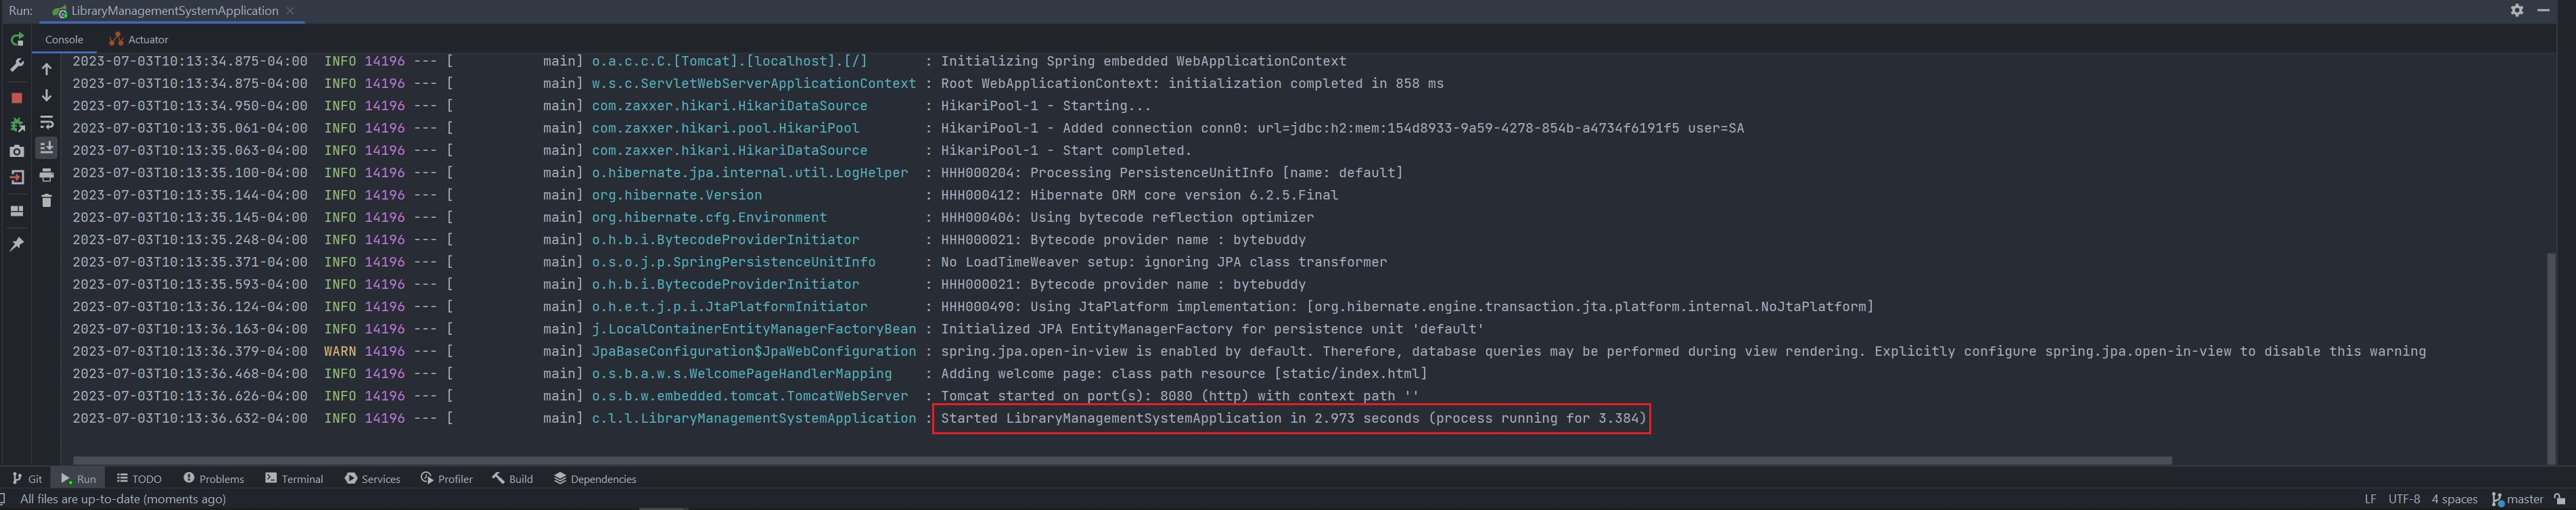 Run: LibraryManagementSystemApplication
Console Actuator
2023-07-03T10:13:34.875-04:00  INFO 14196 --- [           main] o.a.c.c.C.[Tomcat].[localhost].[/]       : Initializing Spring embedded WebApplicationContext
2023-07-03T10:13:34.875-04:00  INFO 14196 --- [           main] w.s.c.ServletWebServerApplicationContext : Root WebApplicationContext: initialization completed in 858 ms
2023-07-03T10:13:34.950-04:00  INFO 14196 --- [           main] com.zaxxer.hikari.HikariDataSource       : HikariPool-1 - Starting...
2023-07-03T10:13:35.061-04:00  INFO 14196 --- [           main] com.zaxxer.hikari.pool.HikariPool        : HikariPool-1 - Added connection conn0: url=jdbc:h2:mem:154d8933-9a59-4278-854b-a4734f6191f5 user=SA
2023-07-03T10:13:35.063-04:00  INFO 14196 --- [           main] com.zaxxer.hikari.HikariDataSource       : HikariPool-1 - Start completed.
2023-07-03T10:13:35.100-04:00  INFO 14196 --- [           main] o.hibernate.jpa.internal.util.LogHelper  : HHH000204: Processing PersistenceUnitInfo [name: default]
2023-07-03T10:13:35.144-04:00  INFO 14196 --- [           main] org.hibernate.Version                    : HHH000412: Hibernate ORM core version 6.2.5.Final
2023-07-03T10:13:35.145-04:00  INFO 14196 --- [           main] org.hibernate.cfg.Environment            : HHH000406: Using bytecode reflection optimizer
2023-07-03T10:13:35.248-04:00  INFO 14196 --- [           main] o.h.b.i.BytecodeProviderInitiator        : HHH000021: Bytecode provider name : bytebuddy
2023-07-03T10:13:35.371-04:00  INFO 14196 --- [           main] o.s.o.j.p.SpringPersistenceUnitInfo      : No LoadTimeWeaver setup: ignoring JPA class transformer
2023-07-03T10:13:35.593-04:00  INFO 14196 --- [           main] o.h.b.i.BytecodeProviderInitiator        : HHH000021: Bytecode provider name : bytebuddy
2023-07-03T10:13:36.124-04:00  INFO 14196 --- [           main] o.h.e.t.j.p.i.JtaPlatformInitiator       : HHH000490: Using JtaPlatform implementation: [org.hibernate.engine.transaction.jta.platform.internal.NoJtaPlatform]
2023-07-03T10:13:36.163-04:00  INFO 14196 --- [           main] j.LocalContainerEntityManagerFactoryBean : Initialized JPA EntityManagerFactory for persistence unit 'default'
2023-07-03T10:13:36.379-04:00  WARN 14196 --- [           main] JpaBaseConfiguration$JpaWebConfiguration : spring.jpa.open-in-view is enabled by default. Therefore, database queries may be performed during view rendering. Explicitly configure spring.jpa.open-in-view to disable this warning
2023-07-03T10:13:36.468-04:00  INFO 14196 --- [           main] o.s.b.a.w.s.WelcomePageHandlerMapping    : Adding welcome page: class path resource [static/index.html]
2023-07-03T10:13:36.626-04:00  INFO 14196 --- [           main] o.s.b.w.embedded.tomcat.TomcatWebServer  : Tomcat started on port(s): 8080 (http) with context path ''
2023-07-03T10:13:36.632-04:00  INFO 14196 --- [           main] c.l.l.LibraryManagementSystemApplication : Started LibraryManagementSystemApplication in 2.973 seconds (process running for 3.384)
Git Run TODO Problems Terminal Services Profiler Build Dependencies
All files are up-to-date (moments ago) LF UTF-8 4 spaces master